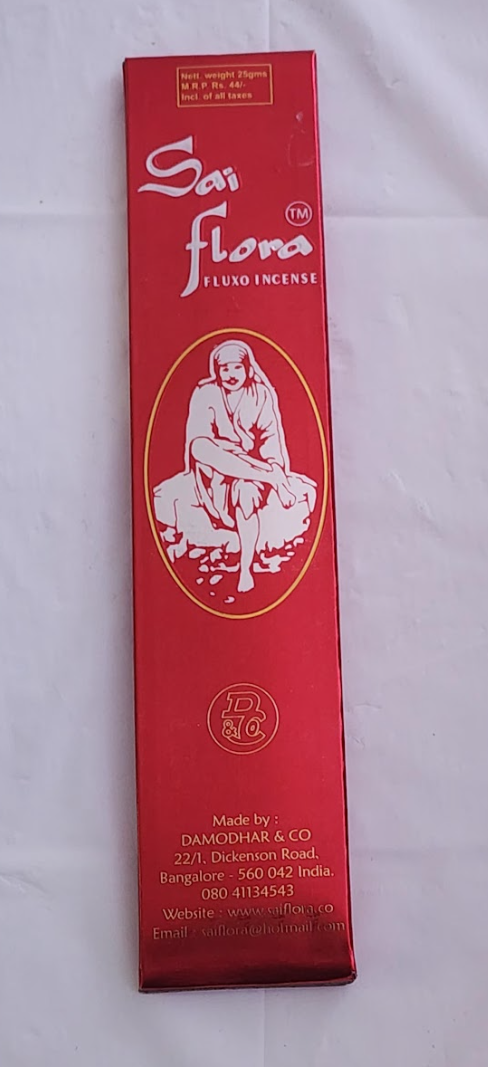 Nett. weight 25gms
M.R.P. Rs. 44/-
Incl. of all taxes
Sai
flora
TM
FLUXO INCENSE
D
& Co
Made by :
DAMODHAR & CO
22/1, Dickenson Road,
Bangalore - 560 042 India.
080 41134543
Website : www.saiflora.co
Email : saiflora@hotmail.com